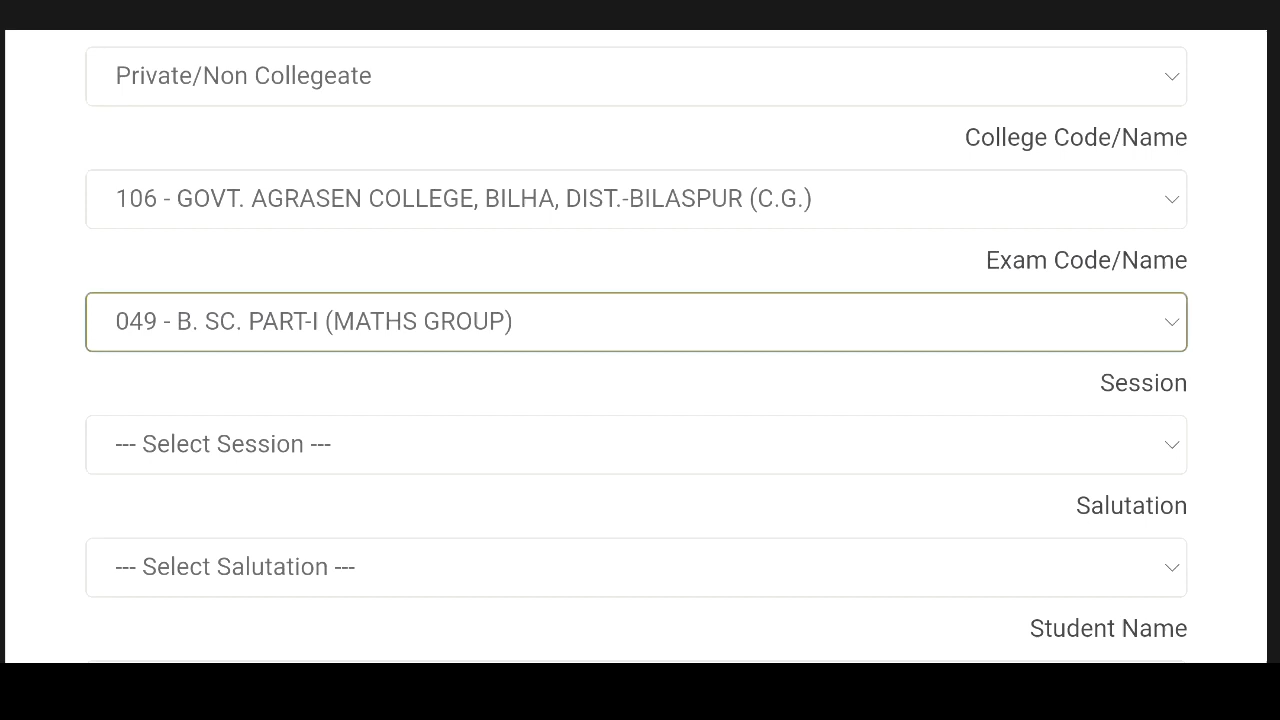 Private/Non Collegeate
College Code/Name
106 - GOVT. AGRASEN COLLEGE, BILHA, DIST.-BILASPUR (C.G.)
Exam Code/Name
049 - B. SC. PART-I (MATHS GROUP)
Session
--- Select Session ---
Salutation
--- Select Salutation ---
Student Name